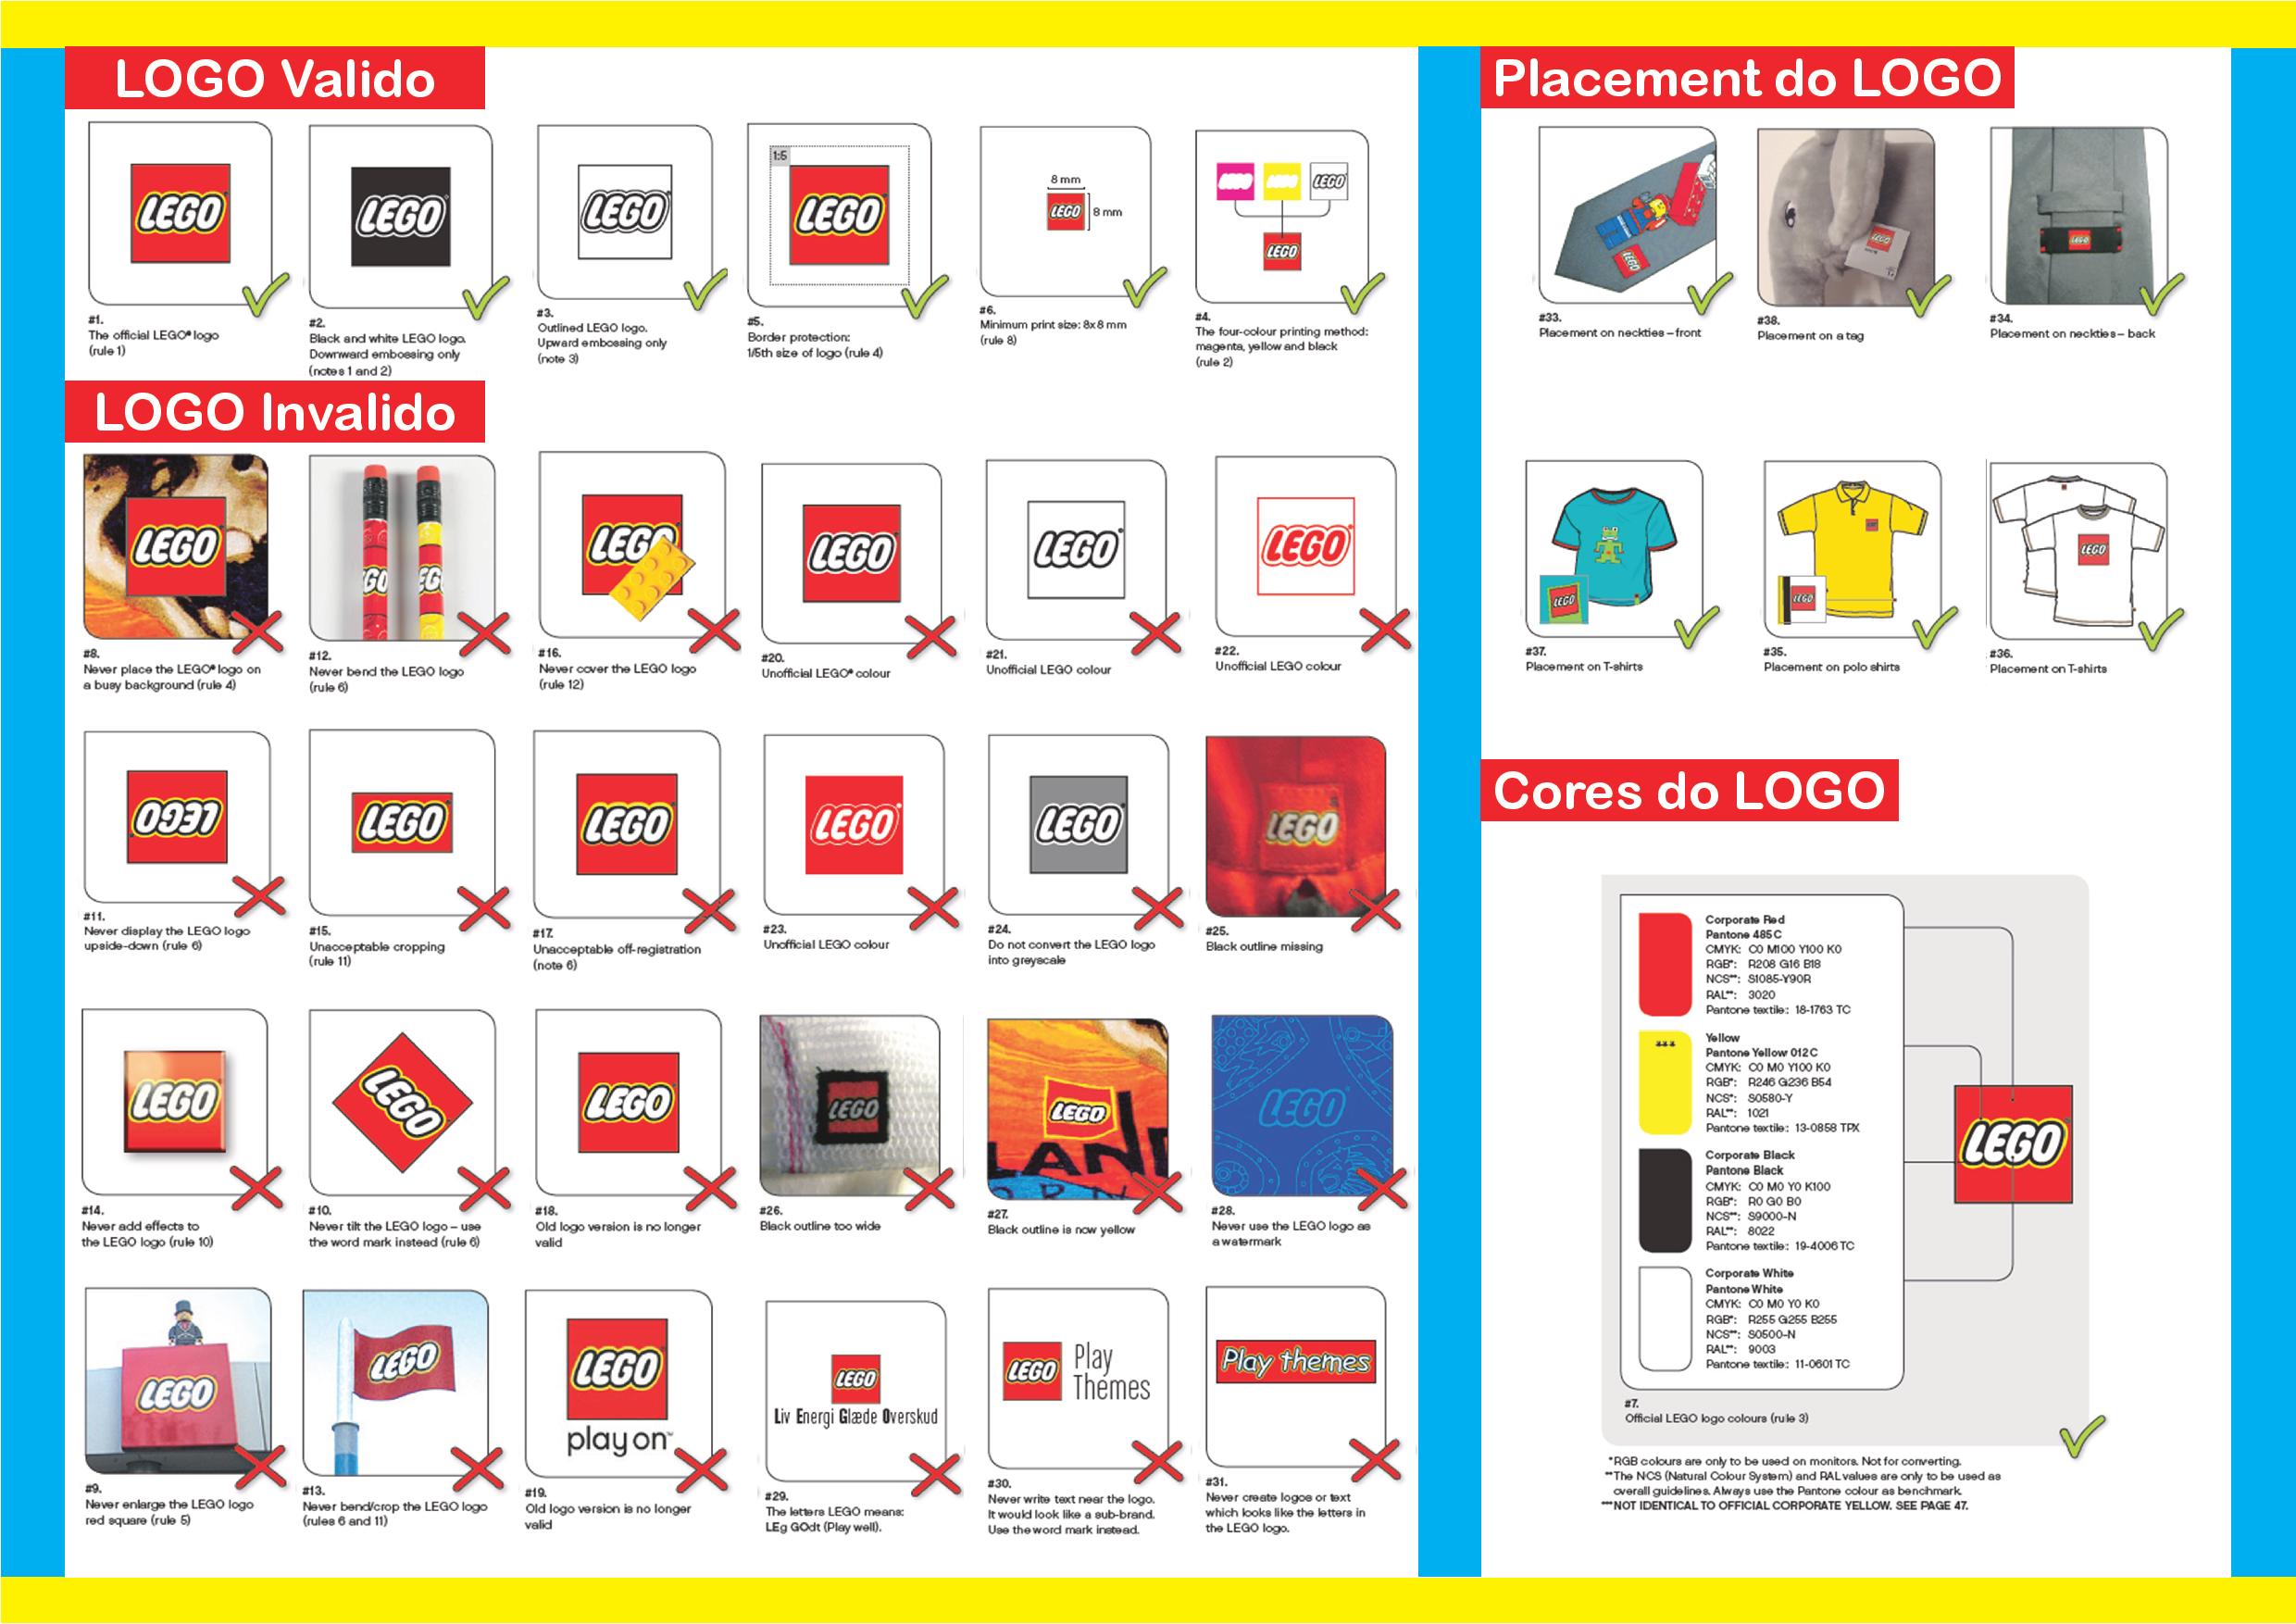 LOGO Valido
LEGO
#1.
The official LEGO® logo
(rule 1)
LEGO
#2.
Black and white LEGO logo.
Downward embossing only
(notes 1 and 2)
LEGO
#3.
Outlined LEGO logo.
Upward embossing only
(note 3)
1:5
LEGO
#5.
Border protection:
1/5th size of logo (rule 4)
8 mm
LEGO
8 mm
#6.
Minimum print size: 8x8 mm
(rule 8)
LEGO
LEGO
LEGO
LEGO
#4.
The four-colour printing method:
magenta, yellow and black
(rule 2)
LOGO Invalido
LEGO
#8.
Never place the LEGO® logo on
a busy background (rule 4)
GO
EG
#12.
Never bend the LEGO logo
(rule 6)
LEGO
#16.
Never cover the LEGO logo
(rule 12)
LEGO
#20.
Unofficial LEGO® colour
LEGO
#21.
Unofficial LEGO colour
LEGO
#22.
Unofficial LEGO colour
LEGO
#11.
Never display the LEGO logo
upside-down (rule 6)
LEGO
#15.
Unacceptable cropping
(rule 11)
LEGO
#17.
Unacceptable off-registration
(note 6)
LEGO
#23.
Unofficial LEGO colour
LEGO
#24.
Do not convert the LEGO logo
into greyscale
LEGO
#25.
Black outline missing
LEGO
#14.
Never add effects to
the LEGO logo (rule 10)
LEGO
#10.
Never tilt the LEGO logo – use
the word mark instead (rule 6)
LEGO
#18.
Old logo version is no longer
valid
LEGO
#26.
Black outline too wide
LEGO
LAND
#27.
Black outline is now yellow
LEGO
#28.
Never use the LEGO logo as
a watermark
LEGO
#9.
Never enlarge the LEGO logo
red square (rule 5)
LEGO
#13.
Never bend/crop the LEGO logo
(rules 6 and 11)
LEGO
play on™
#19.
Old logo version is no longer
valid
LEGO
Liv Energi Glæde Overskud
#29.
The letters LEGO means:
LEg GOdt (Play well).
LEGO
Play
Themes
#30.
Never write text near the logo.
It would look like a sub-brand.
Use the word mark instead.
Play themes
#31.
Never create logos or text
which looks like the letters in
the LEGO logo.
Placement do LOGO
LEGO
#33.
Placement on neckties – front
LEGO
#38.
Placement on a tag
LEGO
#34.
Placement on neckties – back
LEGO
#37.
Placement on T-shirts
LEGO
#35.
Placement on polo shirts
LEGO
#36.
Placement on T-shirts
Cores do LOGO
Corporate Red
Pantone 485 C
CMYK: C0 M100 Y100 K0
RGB*: R208 G16 B18
NCS**: S1085-Y90R
RAL**: 3020
Pantone textile: 18-1763 TC
***
Yellow
Pantone Yellow 012 C
CMYK: C0 M0 Y100 K0
RGB*: R246 G236 B54
NCS*: S0580-Y
RAL**: 1021
Pantone textile: 13-0858 TPX
Corporate Black
Pantone Black
CMYK: C0 M0 Y0 K100
RGB*: R0 G0 B0
NCS**: S9000-N
RAL**: 8022
Pantone textile: 19-4006 TC
Corporate White
Pantone White
CMYK: C0 M0 Y0 K0
RGB*: R255 G255 B255
NCS**: S0500-N
RAL**: 9003
Pantone textile: 11-0601 TC
LEGO
#7.
Official LEGO logo colours (rule 3)
*RGB colours are only to be used on monitors. Not for converting.
**The NCS (Natural Colour System) and RAL values are only to be used as
overall guidelines. Always use the Pantone colour as benchmark.
***NOT IDENTICAL TO OFFICIAL CORPORATE YELLOW. SEE PAGE 47.